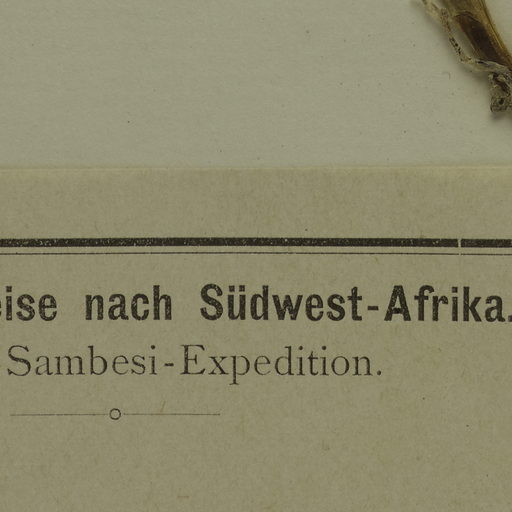 eise nach Südwest-Afrika.
Sambesi-Expedition.